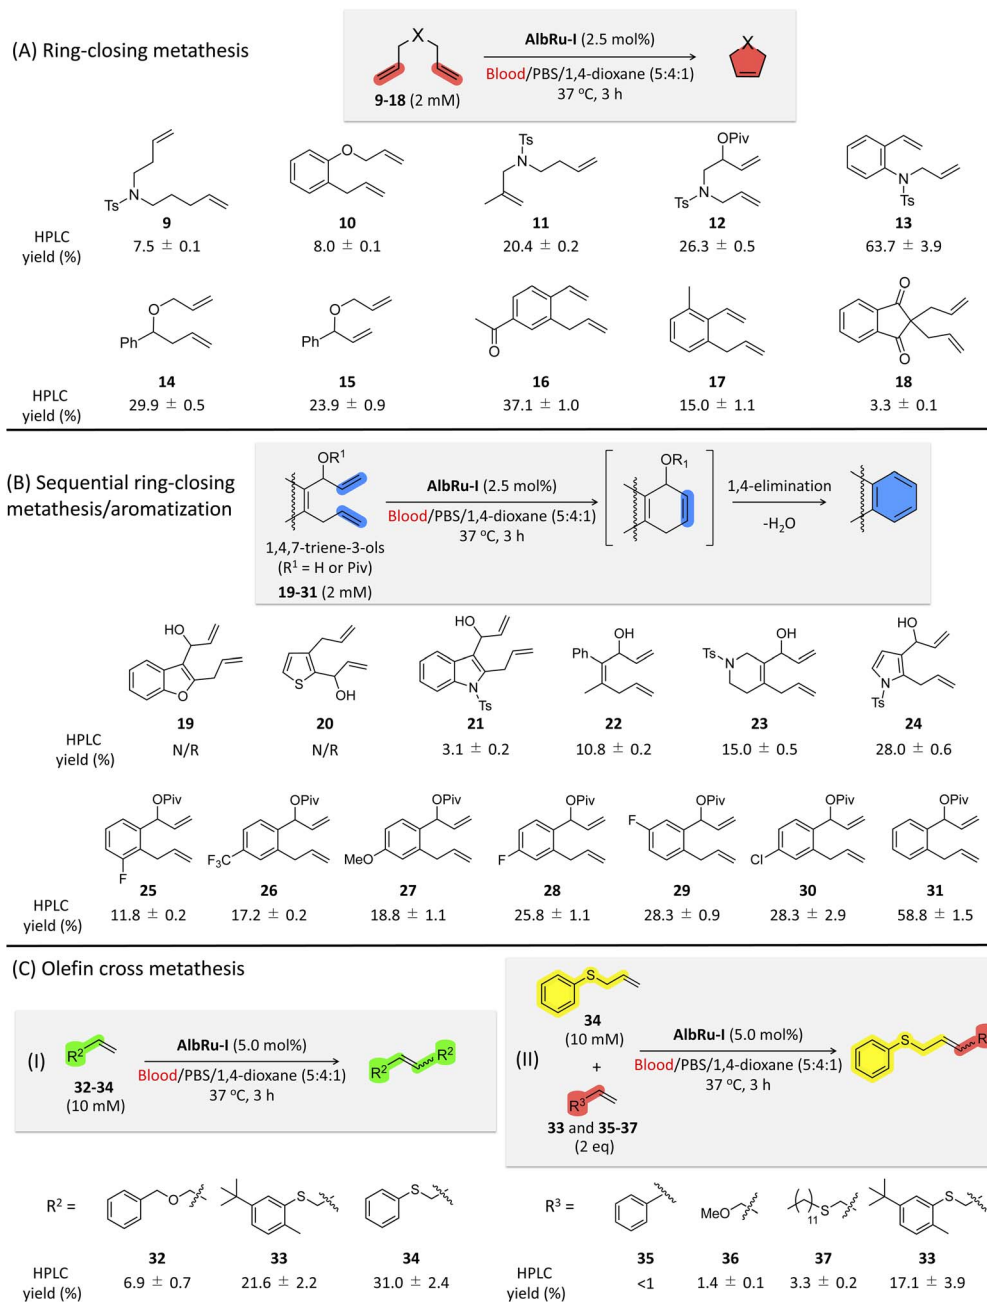 (A) Ring-closing metathesis
X
AlbRu-I (2.5 mol%)
Blood/PBS/1,4-dioxane (5:4:1)
37 °C, 3 h
9-18 (2 mM)
X
Ts N
O
Ts N
OPiv Ts N
N Ts
9 10 11 12 13
HPLC yield (%)
7.5 ± 0.1 8.0 ± 0.1 20.4 ± 0.2 26.3 ± 0.5 63.7 ± 3.9
O Ph
O Ph
O
O O
14 15 16 17 18
HPLC yield (%)
29.9 ± 0.5 23.9 ± 0.9 37.1 ± 1.0 15.0 ± 1.1 3.3 ± 0.1
(B) Sequential ring-closing
metathesis/aromatization
OR¹
AlbRu-I (2.5 mol%)
Blood/PBS/1,4-dioxane (5:4:1)
37 °C, 3 h
OR₁
1,4-elimination
-H₂O
1,4,7-triene-3-ols
(R¹ = H or Piv)
19-31 (2 mM)
HO O
S OH
HO N Ts
OH Ph
OH Ts N
HO N Ts
19 20 21 22 23 24
HPLC yield (%)
N/R N/R 3.1 ± 0.2 10.8 ± 0.2 15.0 ± 0.5 28.0 ± 0.6
OPiv F
OPiv F₃C
OPiv MeO
OPiv F
OPiv F
OPiv Cl
OPiv
25 26 27 28 29 30 31
HPLC yield (%)
11.8 ± 0.2 17.2 ± 0.2 18.8 ± 1.1 25.8 ± 1.1 28.3 ± 0.9 28.3 ± 2.9 58.8 ± 1.5
(C) Olefin cross metathesis
(I)
R²
32-34
(10 mM)
AlbRu-I (5.0 mol%)
Blood/PBS/1,4-dioxane (5:4:1)
37 °C, 3 h
R² R²
(II)
S
34
(10 mM)
+
R³
33 and 35-37
(2 eq)
AlbRu-I (5.0 mol%)
Blood/PBS/1,4-dioxane (5:4:1)
37 °C, 3 h
S
R² =
O
S
S
32 33 34
HPLC yield (%)
6.9 ± 0.7 21.6 ± 2.2 31.0 ± 2.4
R³ =
MeO
11 S
S
35 36 37 33
HPLC yield (%)
<1 1.4 ± 0.1 3.3 ± 0.2 17.1 ± 3.9